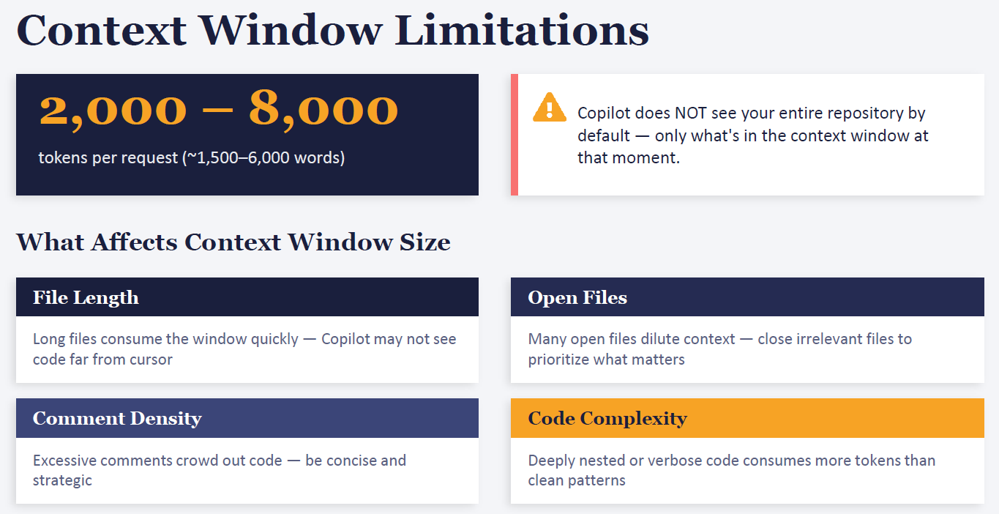 Context Window Limitations
2,000 – 8,000
tokens per request (~1,500–6,000 words)
Copilot does NOT see your entire repository by
default — only what's in the context window at
that moment.
What Affects Context Window Size
File Length
Long files consume the window quickly — Copilot may not see
code far from cursor
Open Files
Many open files dilute context — close irrelevant files to
prioritize what matters
Comment Density
Excessive comments crowd out code — be concise and
strategic
Code Complexity
Deeply nested or verbose code consumes more tokens than
clean patterns